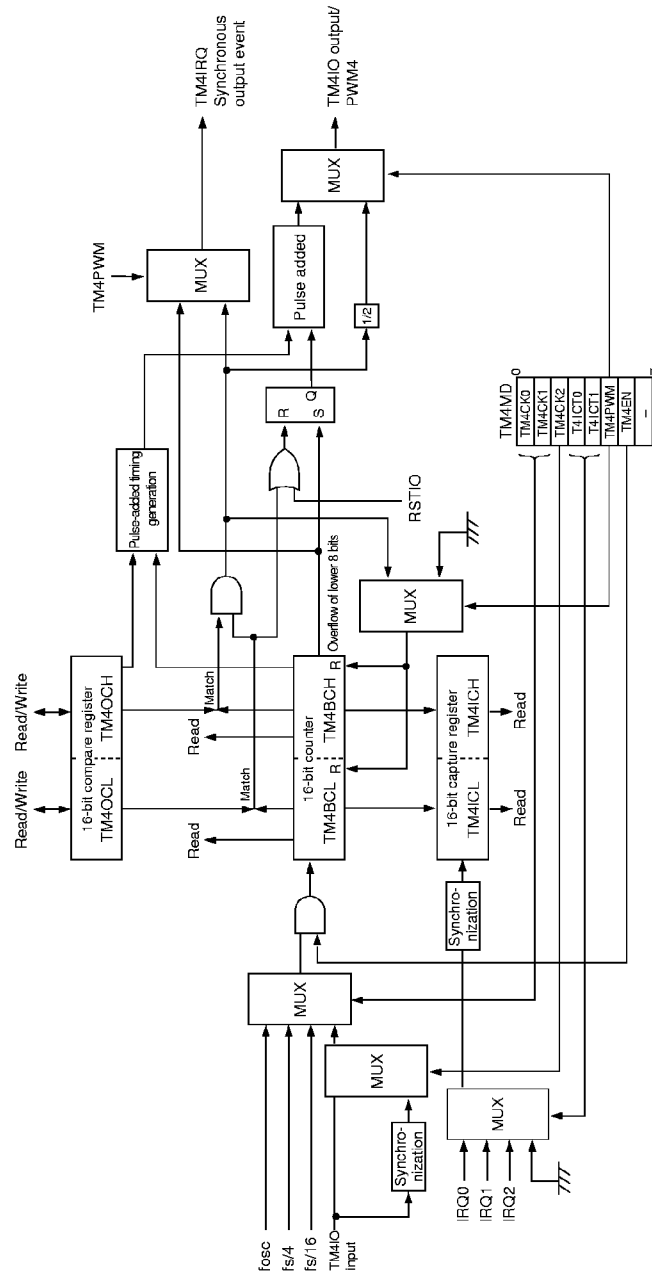 fosc
fs/4
fs/16
TM4IO
input
Synchro-
nization
MUX
MUX
IRQ0
IRQ1
IRQ2
MUX
Synchro-
nization
Read/Write
Read/Write
16-bit compare register
TM4OCL
TM4OCH
Read
Read
Match
Match
16-bit counter
TM4BCL
TM4BCH
R
R
Overflow of lower 8 bits
16-bit capture register
TM4ICL
TM4ICH
Read
Read
MUX
Pulse-added timing
generation
RSTIO
R
S
Q
TM4PWM
MUX
Pulse added
1/2
MUX
TM4IRQ
Synchronous
output event
TM4IO output/
PWM4
TM4MD
0
TM4CK0
TM4CK1
TM4CK2
T4ICT0
T4ICT1
TM4PWM
TM4EN
–